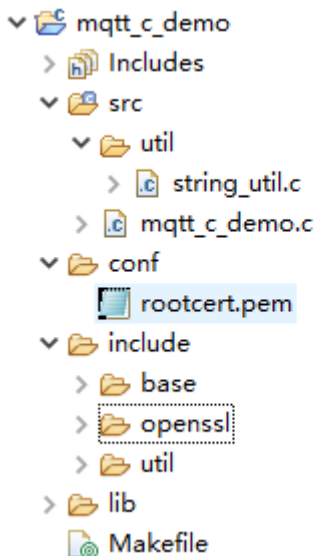 mqtt_c_demo
Includes
src
util
string_util.c
mqtt_c_demo.c
conf
rootcert.pem
include
base
openssl
util
lib
Makefile